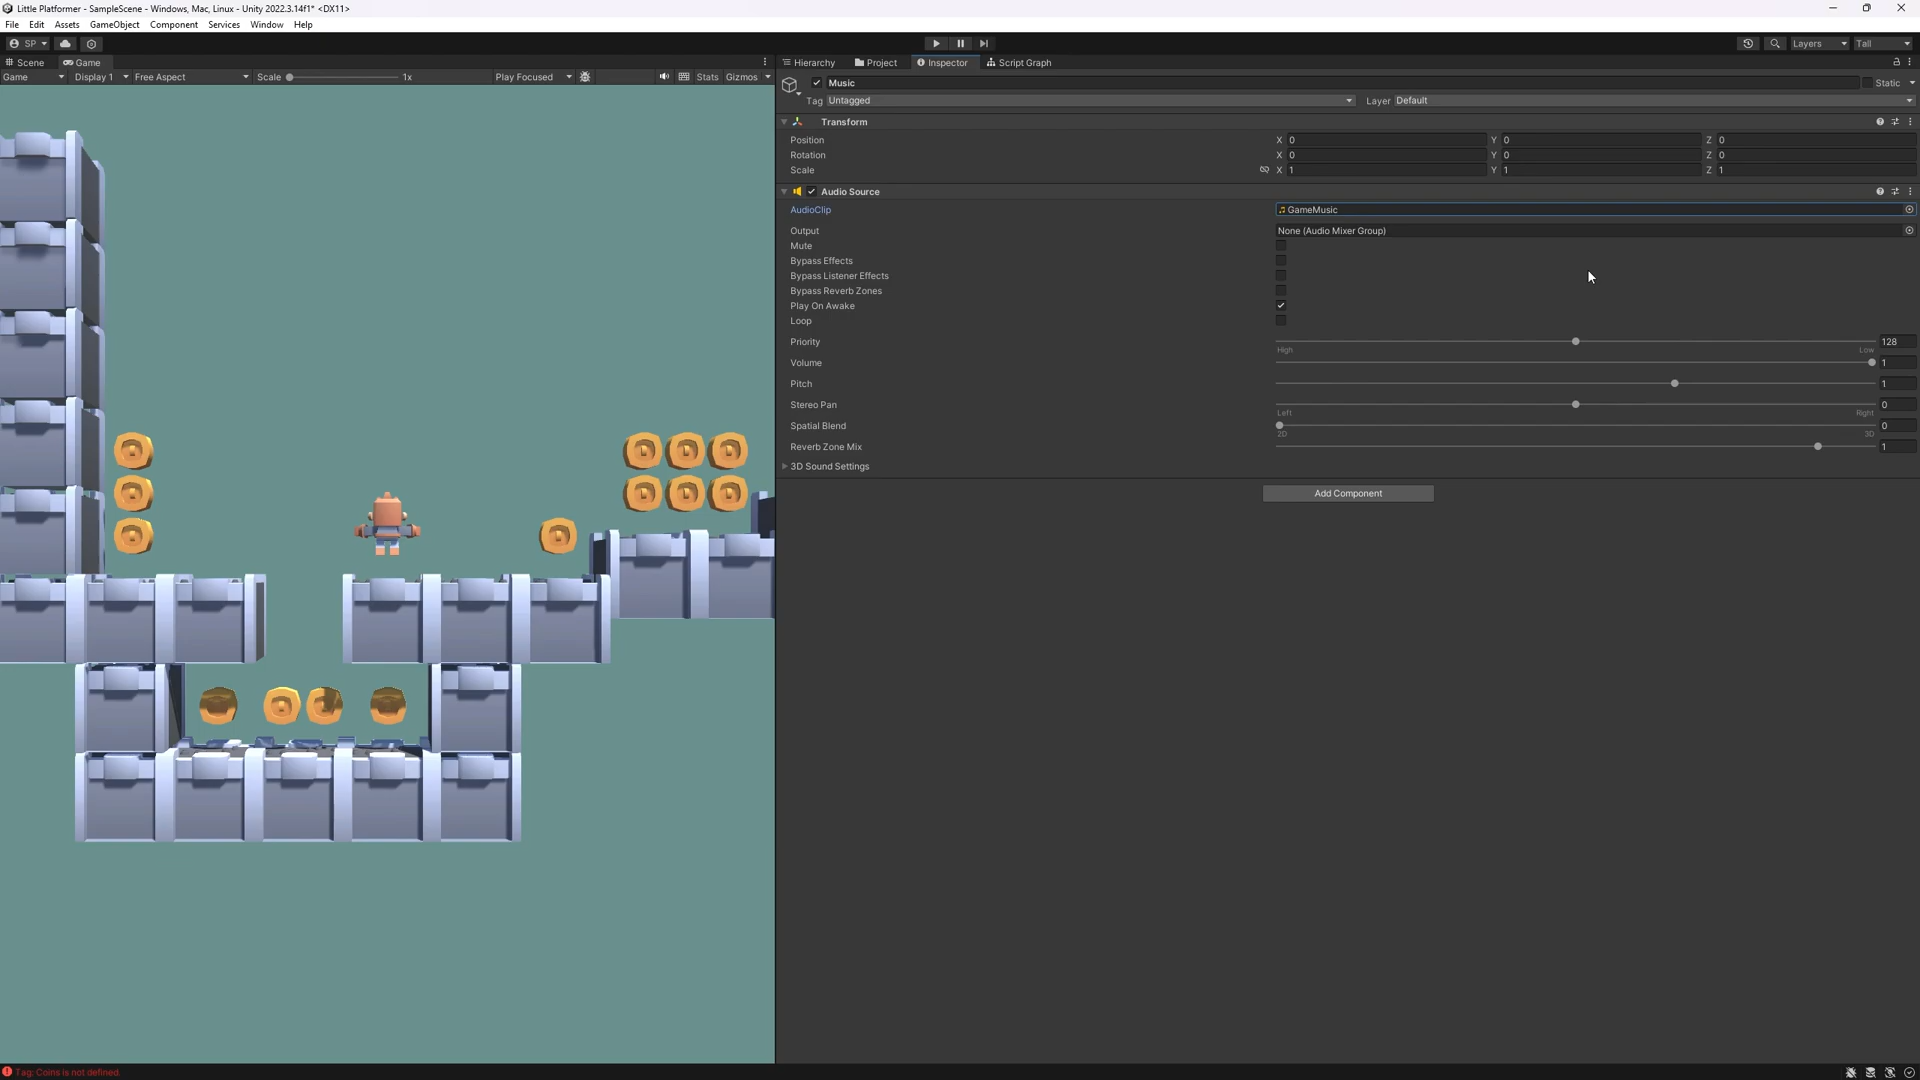 Little Platformer - SampleScene - Windows, Mac, Linux - Unity 2022.3.14f1* <DX11>
File Edit Assets GameObject Component Services Window Help
SP Layers Tall
Scene Game Hierarchy Project Inspector Script Graph
Game Display 1 Free Aspect Scale 1x Play Focused Stats Gizmos
Music Static
Tag Untagged Layer Default
Transform
Position X 0 Y 0 Z 0
Rotation X 0 Y 0 Z 0
Scale X 1 Y 1 Z 1
Audio Source
AudioClip GameMusic
Output None (Audio Mixer Group)
Mute
Bypass Effects
Bypass Listener Effects
Bypass Reverb Zones
Play On Awake
Loop
Priority 128
High Low
Volume 1
Pitch 1
Stereo Pan 0
Left Right
Spatial Blend 0
2D 3D
Reverb Zone Mix 1
3D Sound Settings
Add Component
Tag: Coins is not defined.